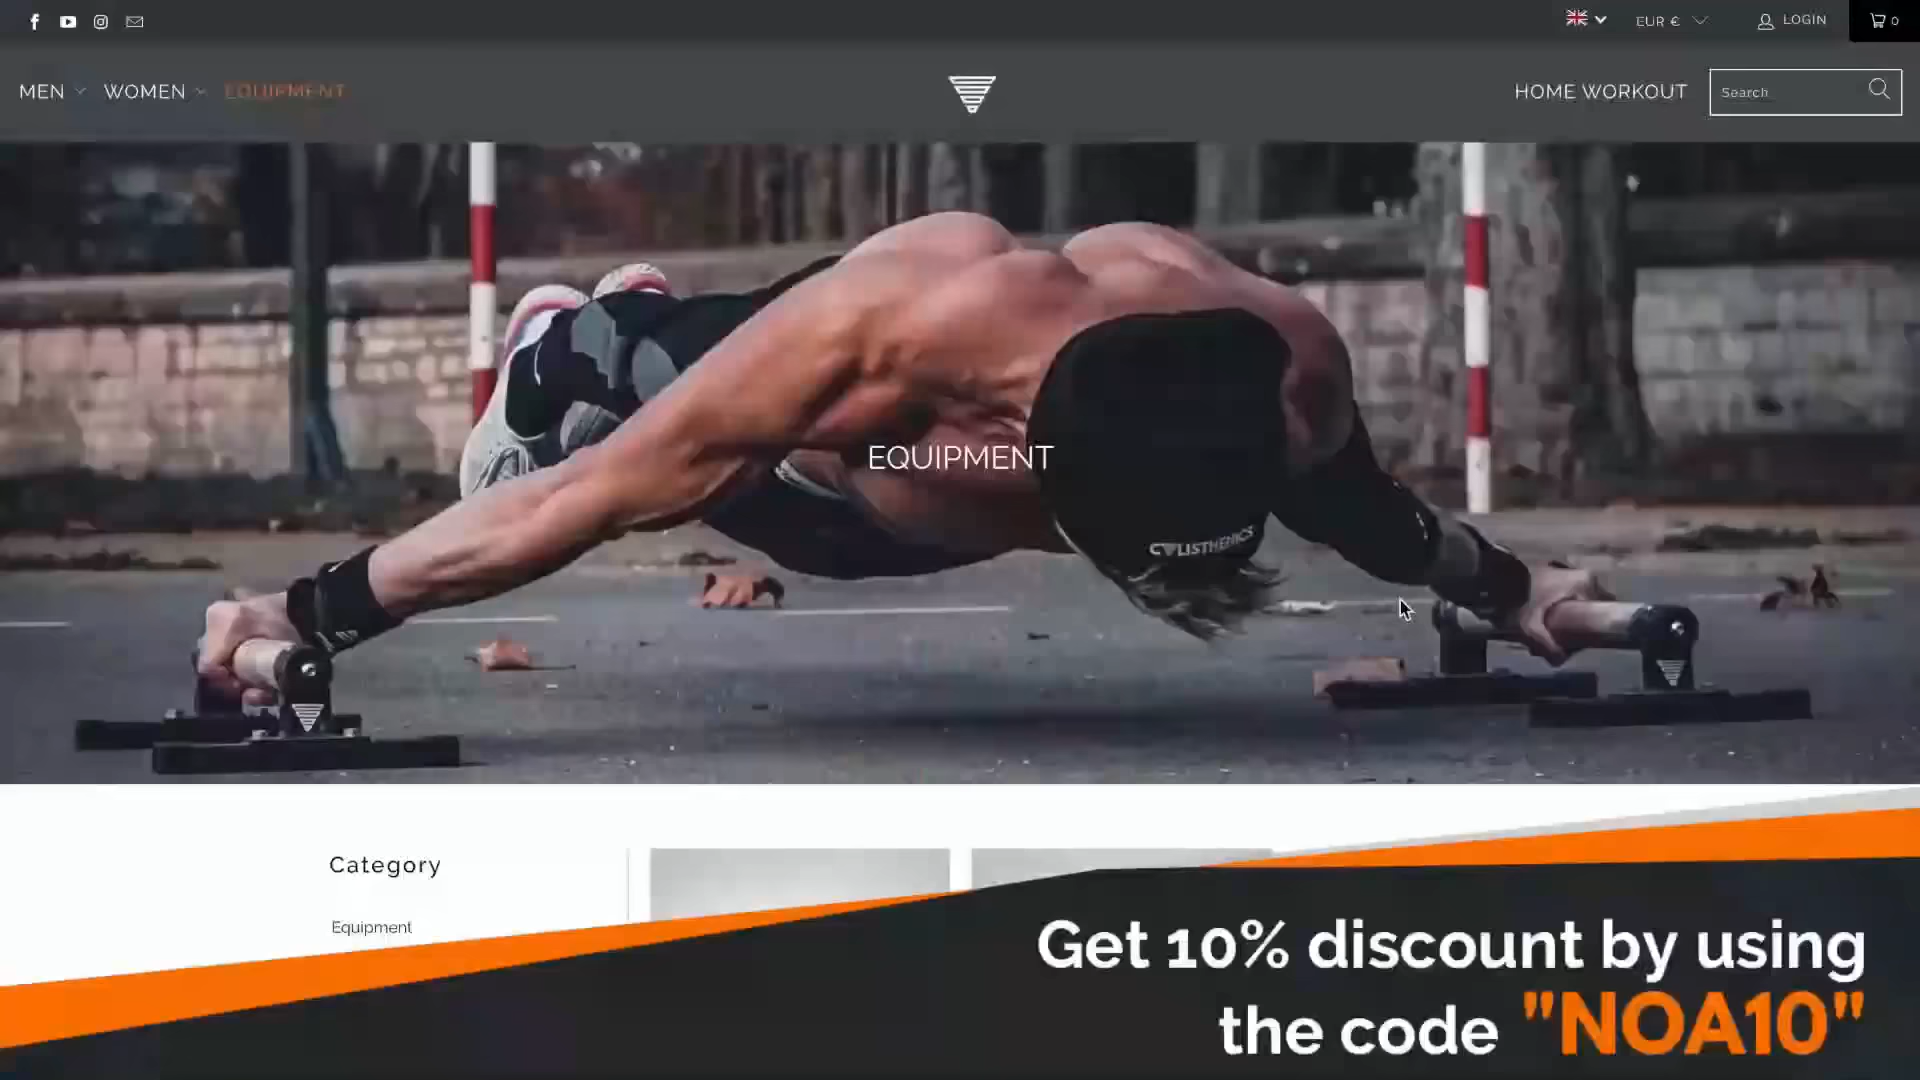 EUR €
LOGIN
0
MEN
WOMEN
EQUIPMENT
HOME WORKOUT
Search
EQUIPMENT
CALISTHENICS
Category
Equipment
Get 10% discount by using
the code "NOA10"